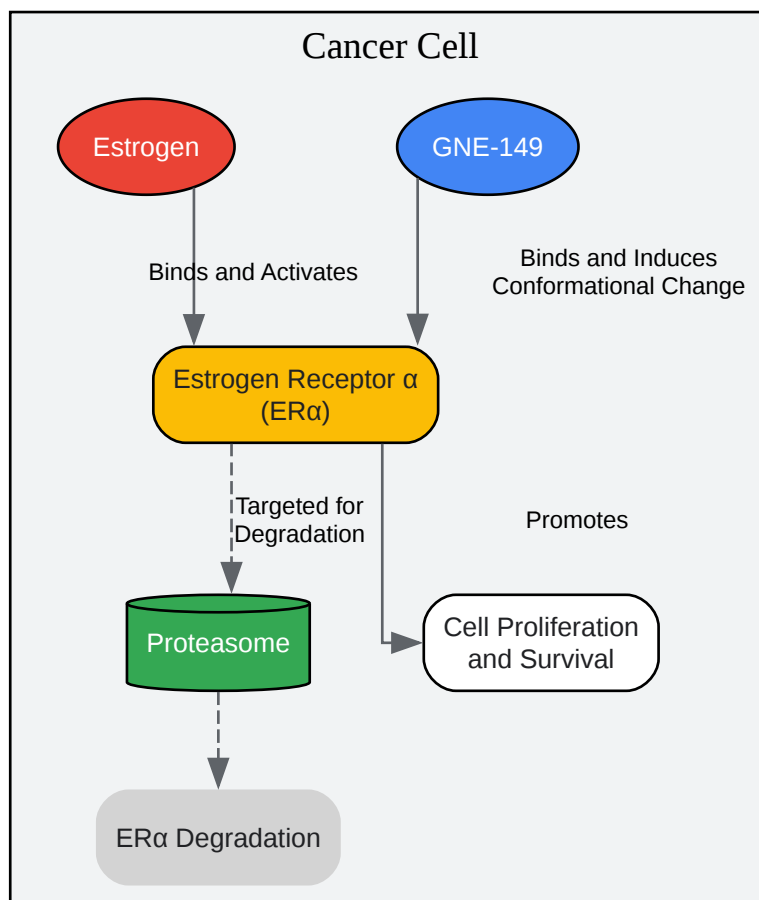 Cancer Cell
Estrogen
GNE-149
Binds and Activates
Binds and Induces
Conformational Change
Estrogen Receptor α
(ERα)
Targeted for
Degradation
Promotes
Proteasome
Cell Proliferation
and Survival
ERα Degradation